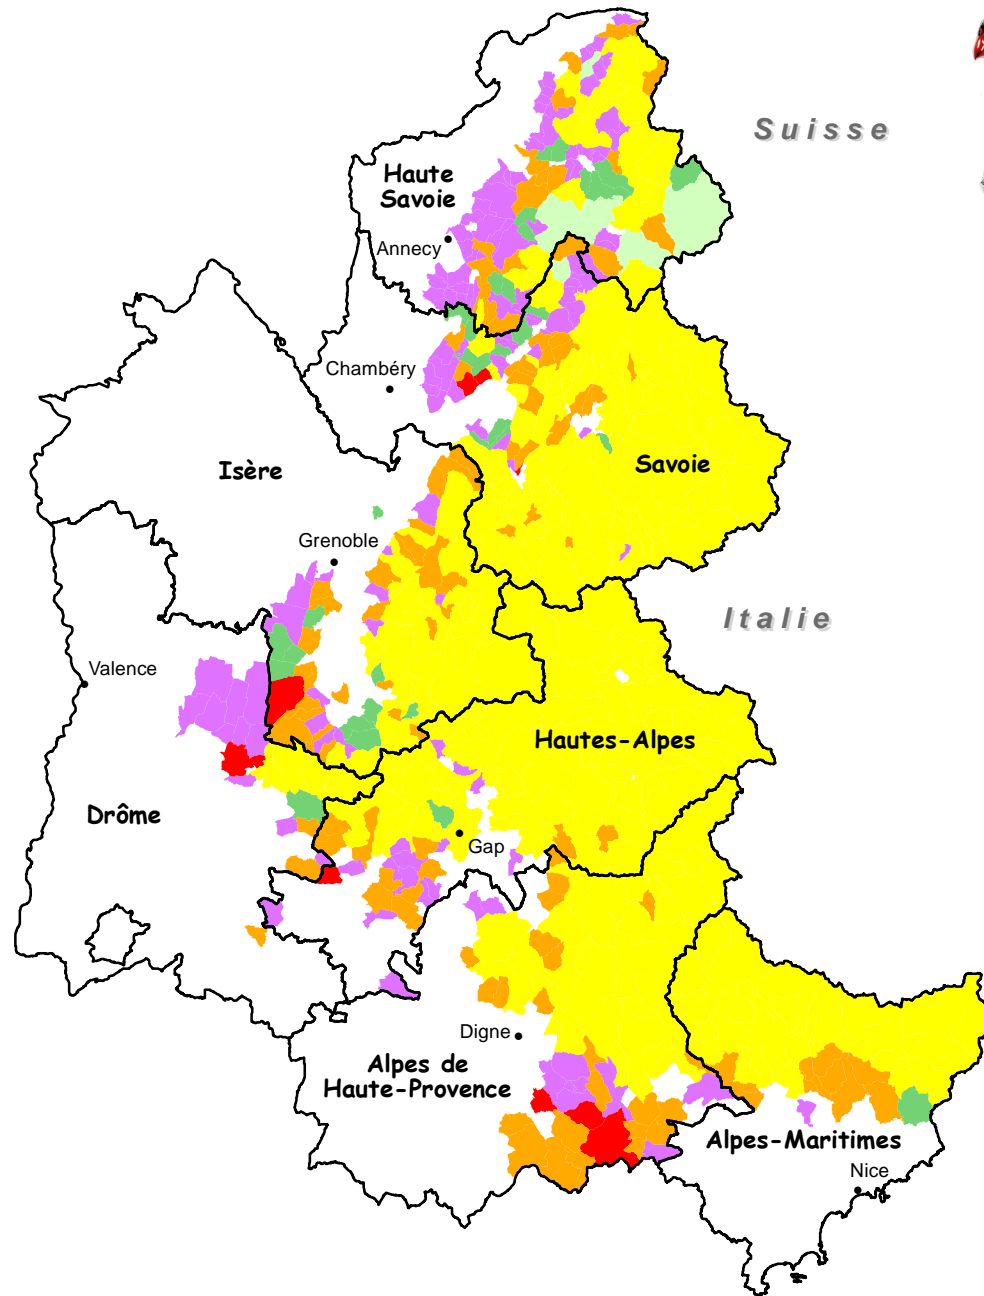 Suisse
Haute
Savoie
Annecy
Chambéry
Isère
Savoie
Grenoble
Italie
Valence
Hautes-Alpes
Drôme
Gap
Digne
Alpes de
Haute-Provence
Alpes-Maritimes
Nice